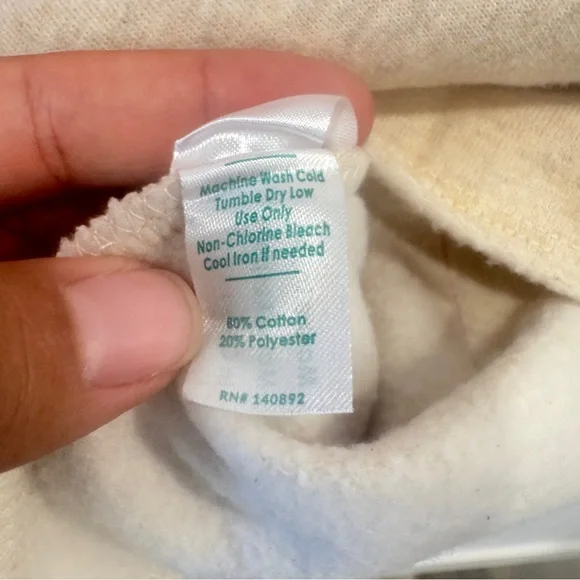 Machine Wash Cold
Tumble Dry Low
Use Only
Non-Chlorine Bleach
Cool Iron if needed
80% Cotton
20% Polyester
RN# 140892